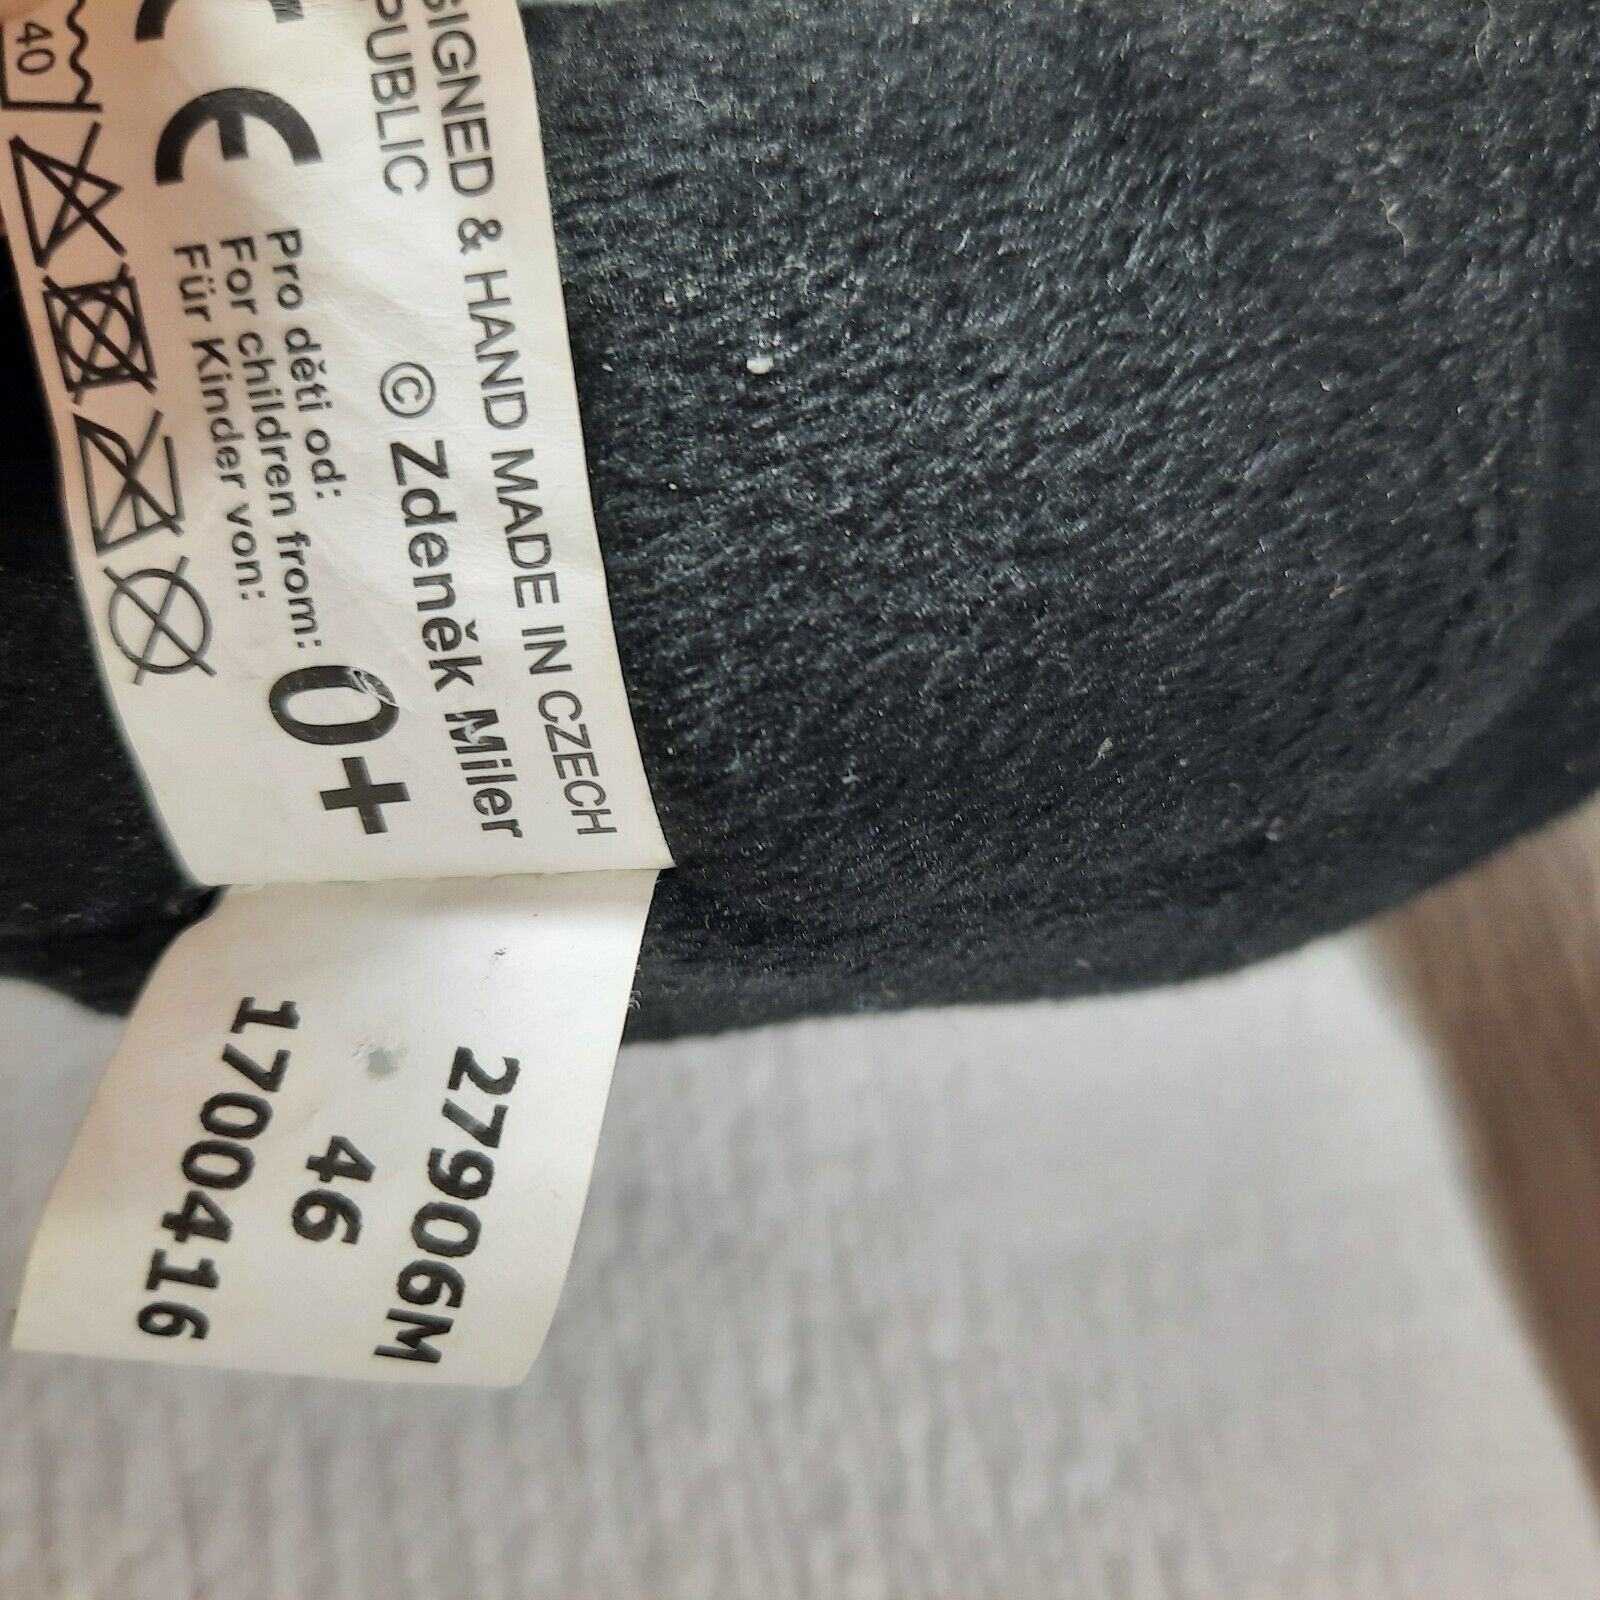 SIGNED & HAND MADE IN CZECH
PUBLIC
© Zdeněk Miler
Pro děti od:
For children from:
Für Kinder von:
0+
CE
40
27906M
46
1700416